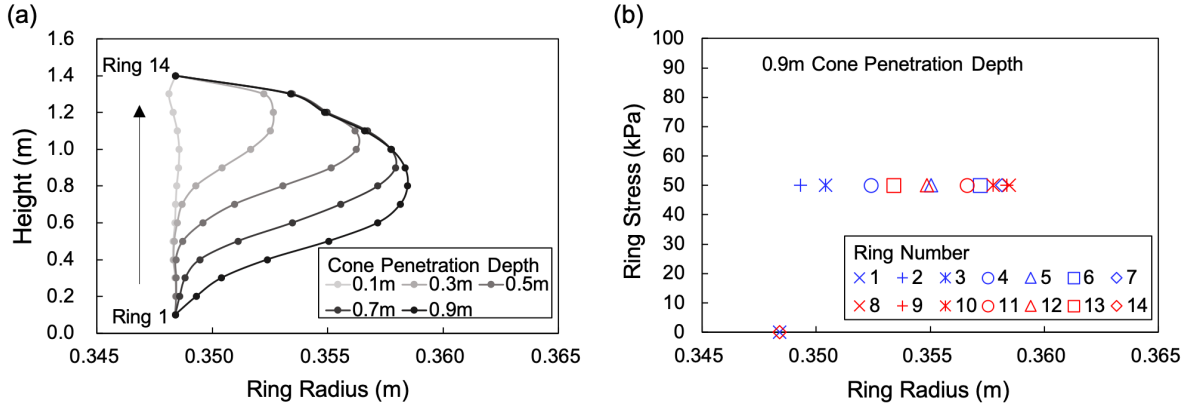 (a)
1.6
1.4
1.2
1.0
0.8
0.6
0.4
0.2
0.0
Height (m)
Ring 14
Ring 1
Cone Penetration Depth
0.1m 0.3m 0.5m
0.7m 0.9m
0.345 0.350 0.355 0.360 0.365
Ring Radius (m)
(b)
100
90
80
70
60
50
40
30
20
10
0
Ring Stress (kPa)
0.9m Cone Penetration Depth
Ring Number
1 2 3 4 5 6 7
8 9 10 11 12 13 14
0.345 0.350 0.355 0.360 0.365
Ring Radius (m)